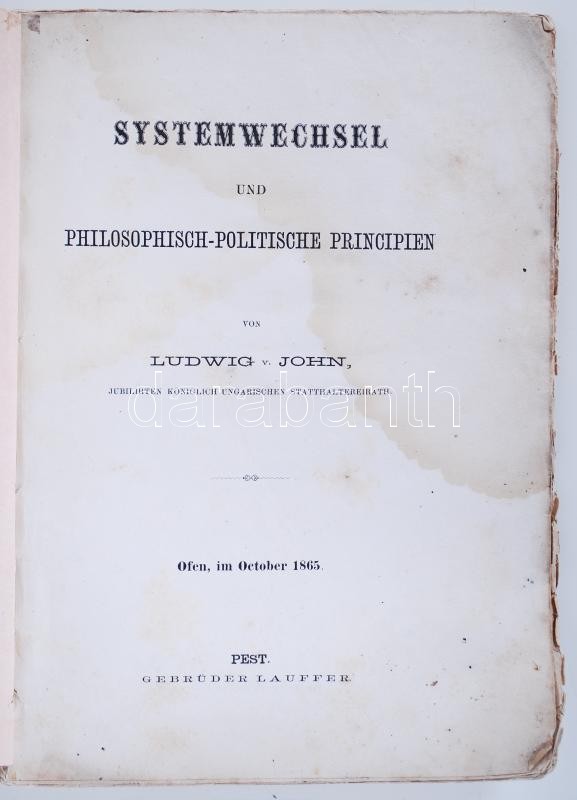 SYSTEMWECHSEL
UND
PHILOSOPHISCH-POLITISCHE PRINCIPIEN
VON
LUDWIG v. JOHN,
JUBILIRTEN KÖNIGLICH UNGARISCHEN STATTHALTEREIRATH.
darabanth
Ofen, im October 1865.
PEST.
GEBRÜDER LAUFFER.